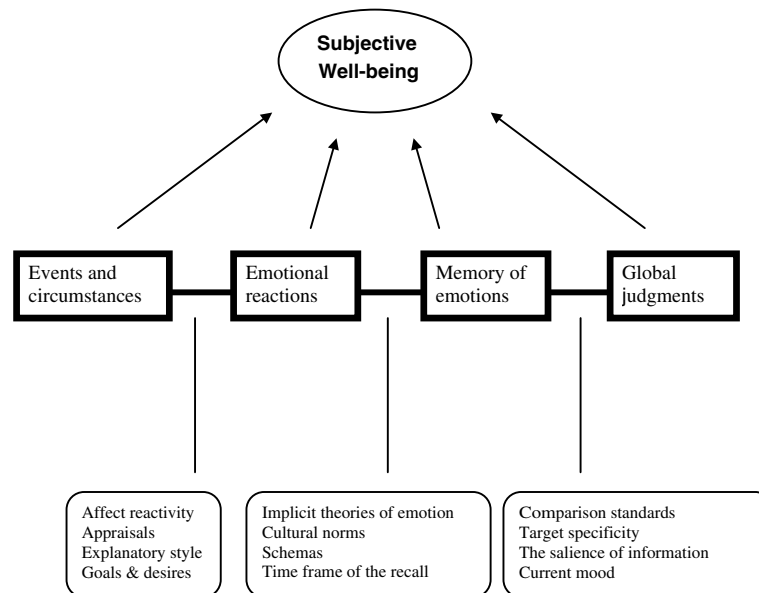 Subjective
Well-being
Events and
circumstances
Emotional
reactions
Memory of
emotions
Global
judgments
Affect reactivity
Appraisals
Explanatory style
Goals & desires
Implicit theories of emotion
Cultural norms
Schemas
Time frame of the recall
Comparison standards
Target specificity
The salience of information
Current mood